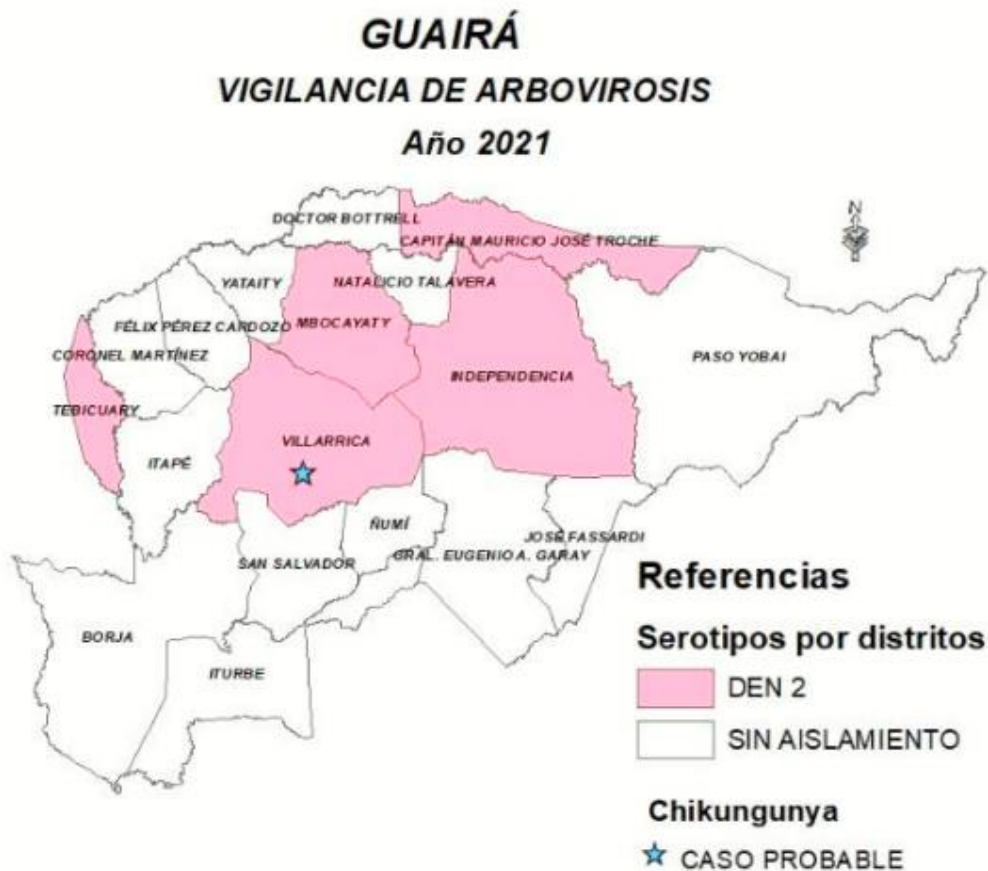 GUAIRÁ
VIGILANCIA DE ARBOVIROSIS
Año 2021
N
DOCTOR BOTTRELL
CAPITÁN MAURICIO JOSÉ TROCHE
YATAITY
NATALICIO TALAVERA
FÉLIX PÉREZ CARDOZO
MBOCAYATY
CORONEL MARTÍNEZ
PASO YOBAI
INDEPENDENCIA
TEBICUARY
VILLARRICA
ITAPÉ
ÑUMÍ
JOSÉ FASSARDI
GRAL. EUGENIO A. GARAY
SAN SALVADOR
BORJA
ITURBE
Referencias
Serotipos por distritos
DEN 2
SIN AISLAMIENTO
Chikungunya
CASO PROBABLE